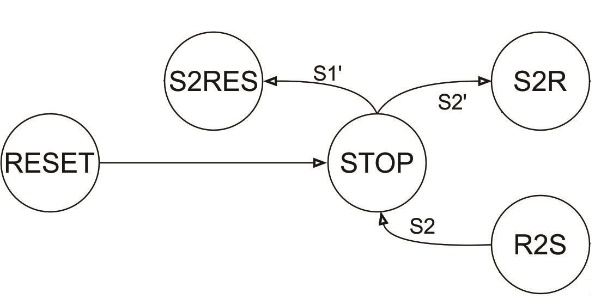 S1'
S2RES
S2R
S2'
RESET
STOP
S2
R2S